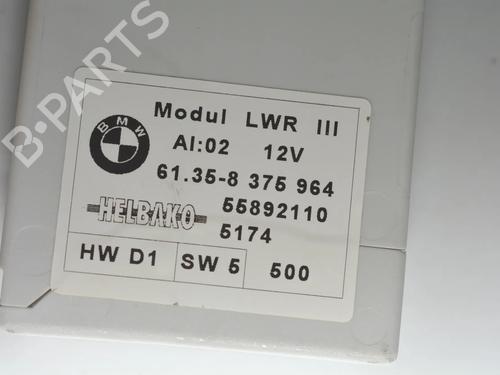 B-PARTS
BMW
Modul LWR III
AI:02 12V
61.35-8 375 964
HELBAKO 55892110
5174
HW D1 SW 5 500